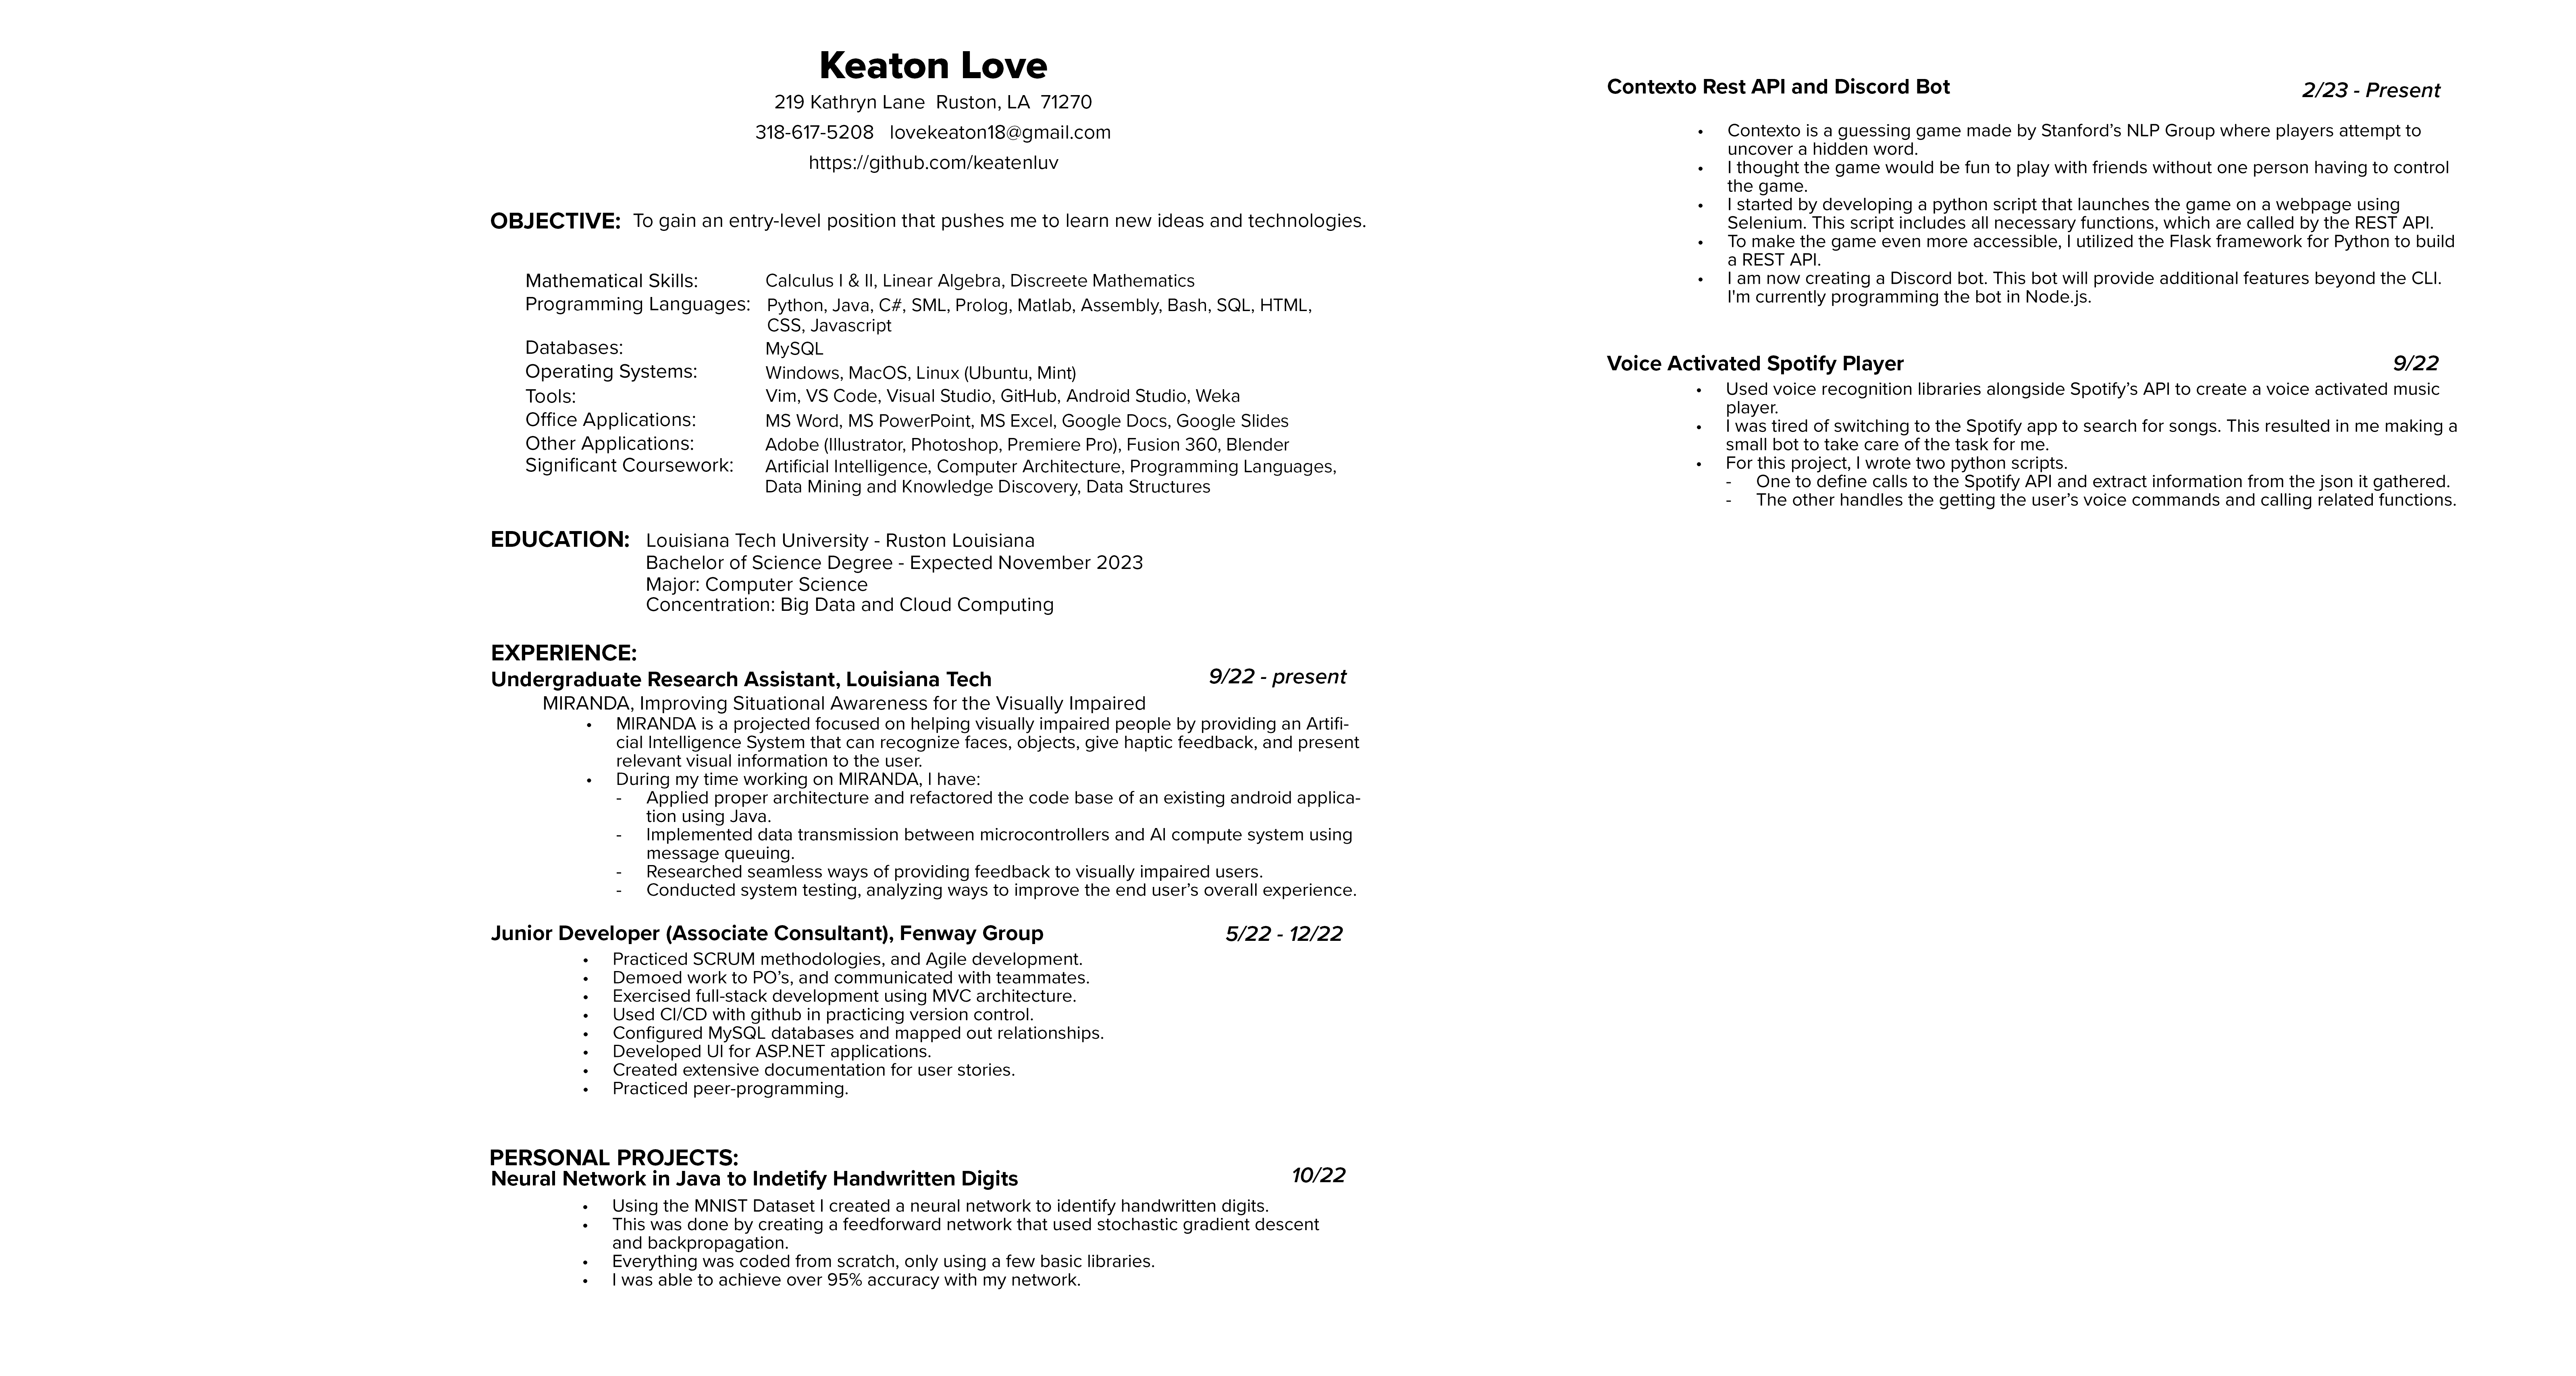 Keaton Love
219 Kathryn Lane  Ruston, LA  71270
318-617-5208   lovekeaton18@gmail.com
https://github.com/keatenluv
OBJECTIVE:  To gain an entry-level position that pushes me to learn new ideas and technologies.
Mathematical Skills: Calculus I & II, Linear Algebra, Discreete Mathematics
Programming Languages: Python, Java, C#, SML, Prolog, Matlab, Assembly, Bash, SQL, HTML,
CSS, Javascript
Databases: MySQL
Operating Systems: Windows, MacOS, Linux (Ubuntu, Mint)
Tools: Vim, VS Code, Visual Studio, GitHub, Android Studio, Weka
Office Applications: MS Word, MS PowerPoint, MS Excel, Google Docs, Google Slides
Other Applications: Adobe (Illustrator, Photoshop, Premiere Pro), Fusion 360, Blender
Significant Coursework: Artificial Intelligence, Computer Architecture, Programming Languages,
Data Mining and Knowledge Discovery, Data Structures
EDUCATION: Louisiana Tech University - Ruston Louisiana
Bachelor of Science Degree - Expected November 2023
Major: Computer Science
Concentration: Big Data and Cloud Computing
EXPERIENCE:
Undergraduate Research Assistant, Louisiana Tech 9/22 - present
MIRANDA, Improving Situational Awareness for the Visually Impaired
• MIRANDA is a projected focused on helping visually impaired people by providing an Artifi-
cial Intelligence System that can recognize faces, objects, give haptic feedback, and present
relevant visual information to the user.
• During my time working on MIRANDA, I have:
- Applied proper architecture and refactored the code base of an existing android applica-
tion using Java.
- Implemented data transmission between microcontrollers and AI compute system using
message queuing.
- Researched seamless ways of providing feedback to visually impaired users.
- Conducted system testing, analyzing ways to improve the end user's overall experience.
Junior Developer (Associate Consultant), Fenway Group 5/22 - 12/22
• Practiced SCRUM methodologies, and Agile development.
• Demoed work to PO's, and communicated with teammates.
• Exercised full-stack development using MVC architecture.
• Used CI/CD with github in practicing version control.
• Configured MySQL databases and mapped out relationships.
• Developed UI for ASP.NET applications.
• Created extensive documentation for user stories.
• Practiced peer-programming.
PERSONAL PROJECTS:
Neural Network in Java to Indetify Handwritten Digits 10/22
• Using the MNIST Dataset I created a neural network to identify handwritten digits.
• This was done by creating a feedforward network that used stochastic gradient descent
and backpropagation.
• Everything was coded from scratch, only using a few basic libraries.
• I was able to achieve over 95% accuracy with my network.
Contexto Rest API and Discord Bot 2/23 - Present
• Contexto is a guessing game made by Stanford's NLP Group where players attempt to
uncover a hidden word.
• I thought the game would be fun to play with friends without one person having to control
the game.
• I started by developing a python script that launches the game on a webpage using
Selenium. This script includes all necessary functions, which are called by the REST API.
• To make the game even more accessible, I utilized the Flask framework for Python to build
a REST API.
• I am now creating a Discord bot. This bot will provide additional features beyond the CLI.
I'm currently programming the bot in Node.js.
Voice Activated Spotify Player 9/22
• Used voice recognition libraries alongside Spotify's API to create a voice activated music
player.
• I was tired of switching to the Spotify app to search for songs. This resulted in me making a
small bot to take care of the task for me.
• For this project, I wrote two python scripts.
- One to define calls to the Spotify API and extract information from the json it gathered.
- The other handles the getting the user's voice commands and calling related functions.